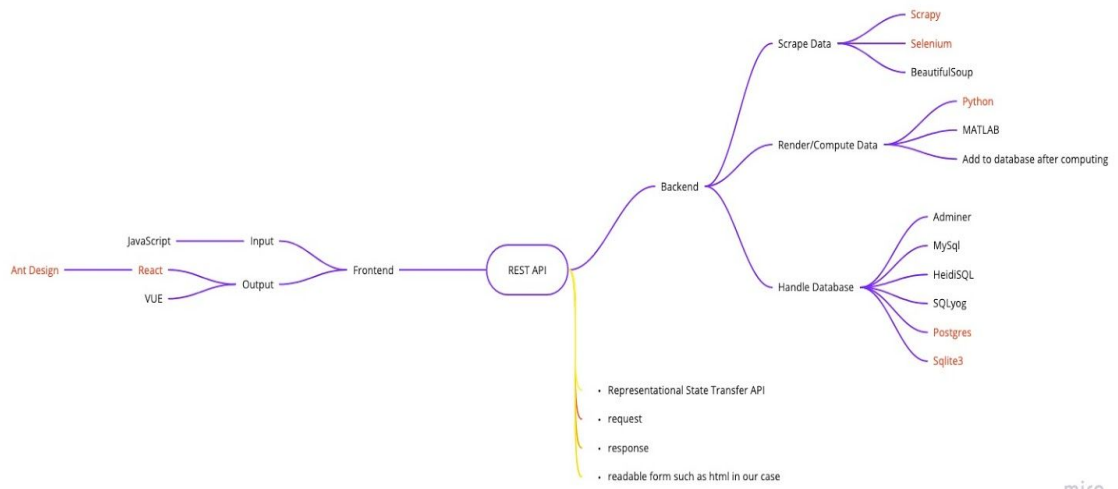 Scrapy
Scrape Data
Selenium
BeautifulSoup
Python
Render/Compute Data
MATLAB
Add to database after computing
Backend
Adminer
MySql
HeidiSQL
Handle Database
SQLyog
Postgres
Sqlite3
REST API
Frontend
Input
JavaScript
Output
React
Ant Design
VUE
• Representational State Transfer API
• request
• response
• readable form such as html in our case
miro